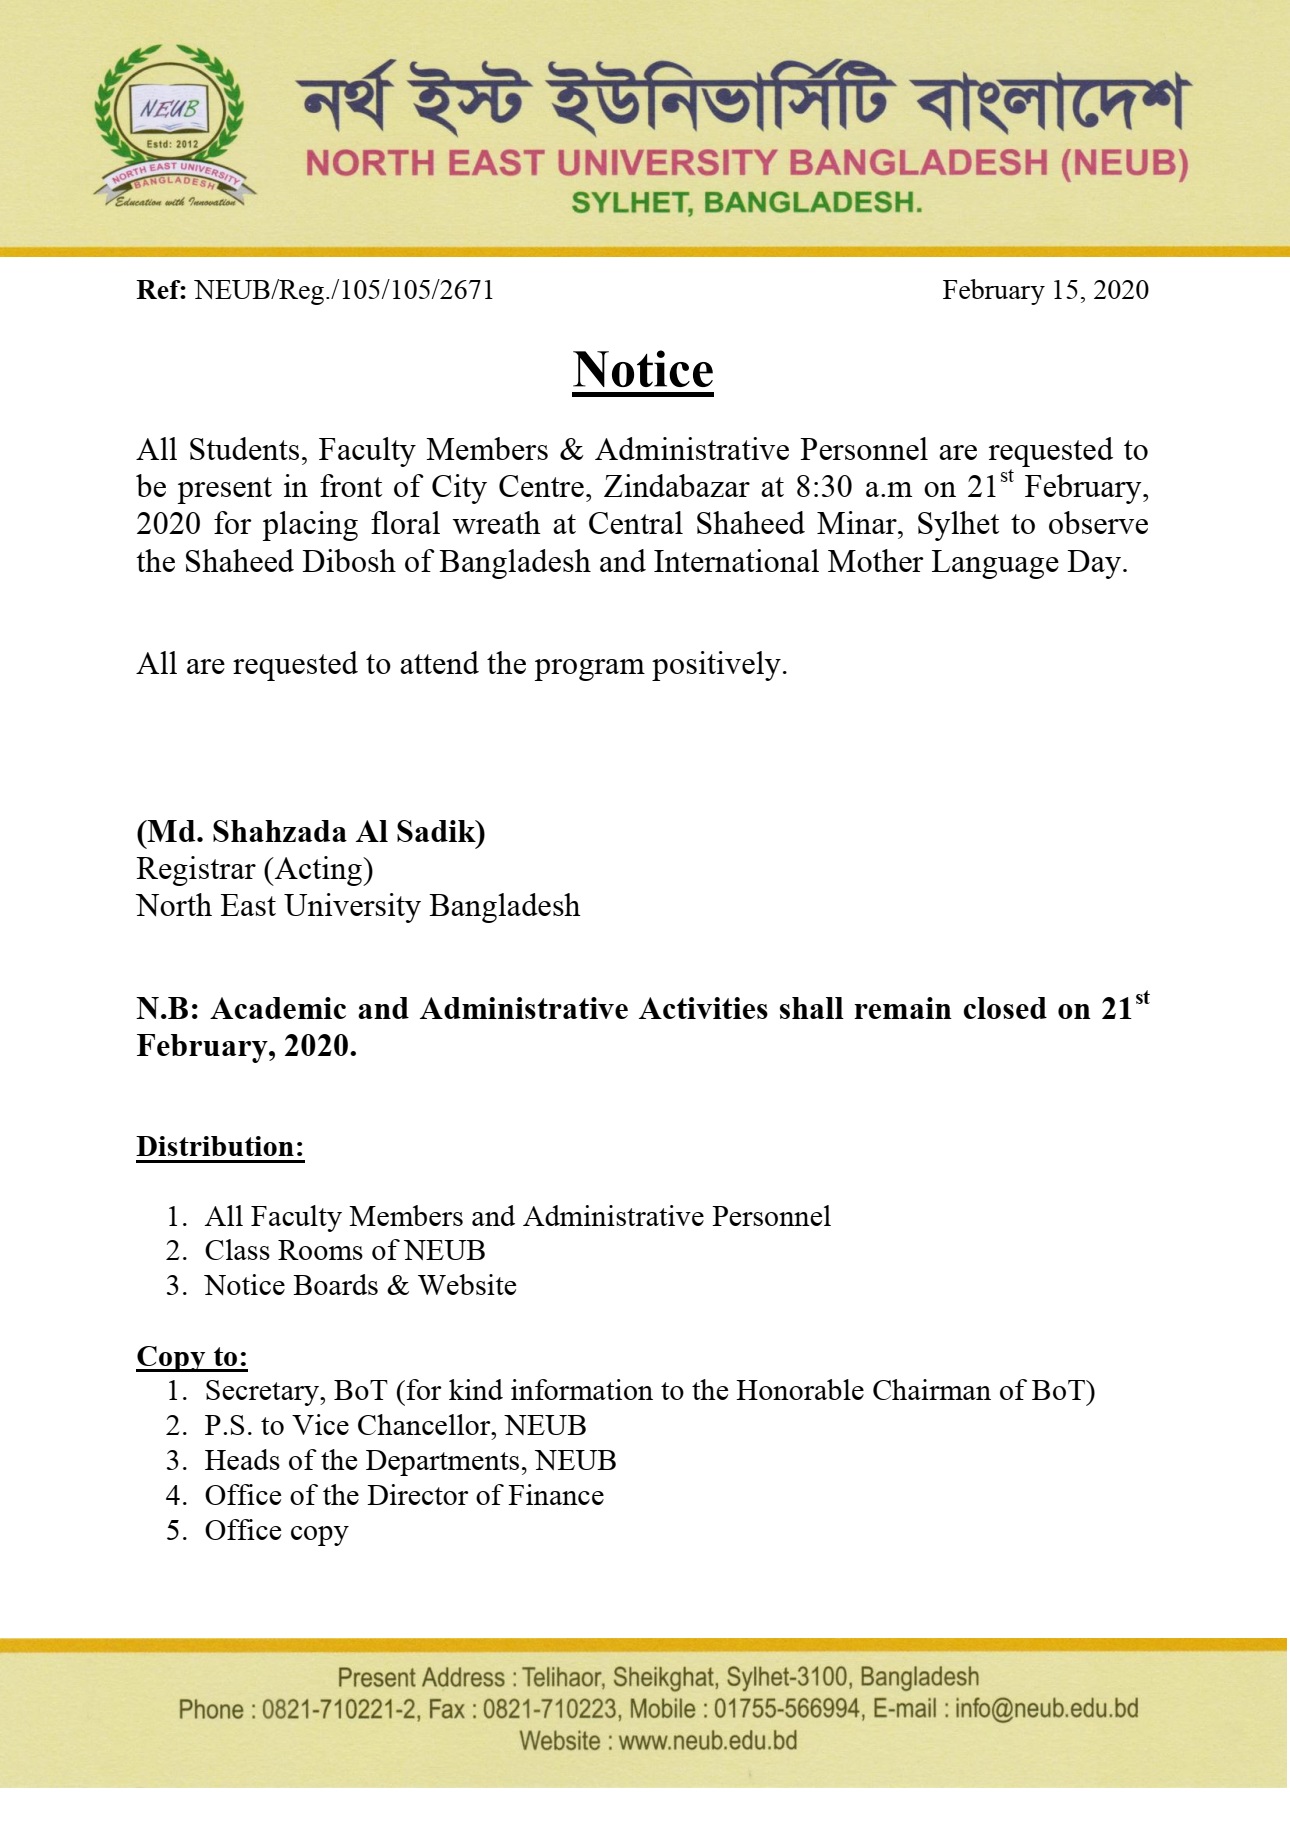 NEUB
Estd: 2012
NORTH EAST UNIVERSITY
BANGLADESH
Education with Innovation
নর্থ ইস্ট ইউনিভার্সিটি বাংলাদেশ
NORTH EAST UNIVERSITY BANGLADESH (NEUB)
SYLHET, BANGLADESH.
Ref: NEUB/Reg./105/105/2671 February 15, 2020
Notice
All Students, Faculty Members & Administrative Personnel are requested to
be present in front of City Centre, Zindabazar at 8:30 a.m on 21st February,
2020 for placing floral wreath at Central Shaheed Minar, Sylhet to observe
the Shaheed Dibosh of Bangladesh and International Mother Language Day.
All are requested to attend the program positively.
(Md. Shahzada Al Sadik)
Registrar (Acting)
North East University Bangladesh
N.B: Academic and Administrative Activities shall remain closed on 21st
February, 2020.
Distribution:
1. All Faculty Members and Administrative Personnel
2. Class Rooms of NEUB
3. Notice Boards & Website
Copy to:
1. Secretary, BoT (for kind information to the Honorable Chairman of BoT)
2. P.S. to Vice Chancellor, NEUB
3. Heads of the Departments, NEUB
4. Office of the Director of Finance
5. Office copy
Present Address : Telihaor, Sheikghat, Sylhet-3100, Bangladesh
Phone : 0821-710221-2, Fax : 0821-710223, Mobile : 01755-566994, E-mail : info@neub.edu.bd
Website : www.neub.edu.bd